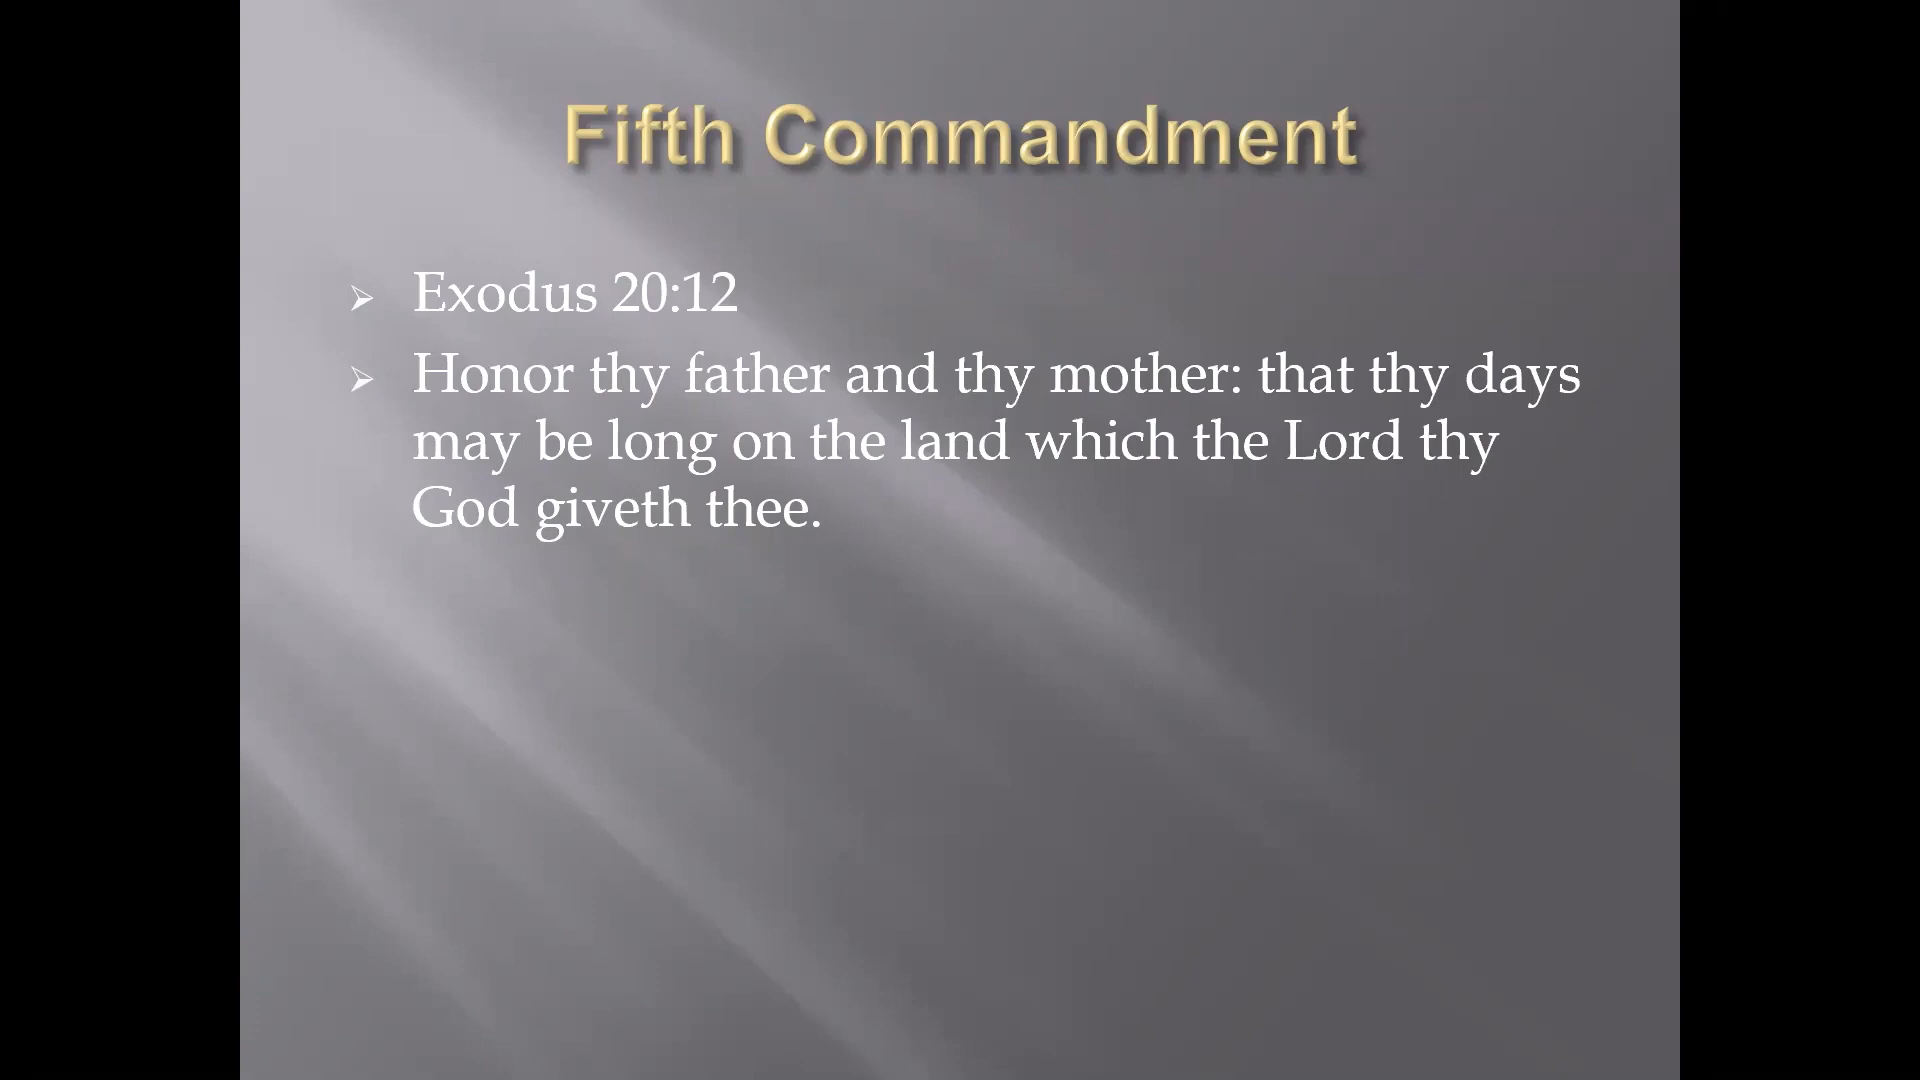 Fifth Commandment
Exodus 20:12
Honor thy father and thy mother: that thy days
may be long on the land which the Lord thy
God giveth thee.